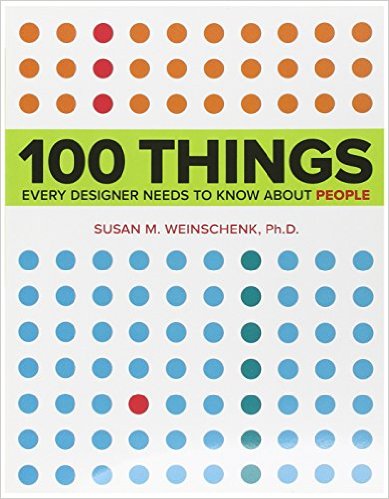 100 THINGS
EVERY DESIGNER NEEDS TO KNOW ABOUT PEOPLE
SUSAN M. WEINSCHENK, Ph.D.